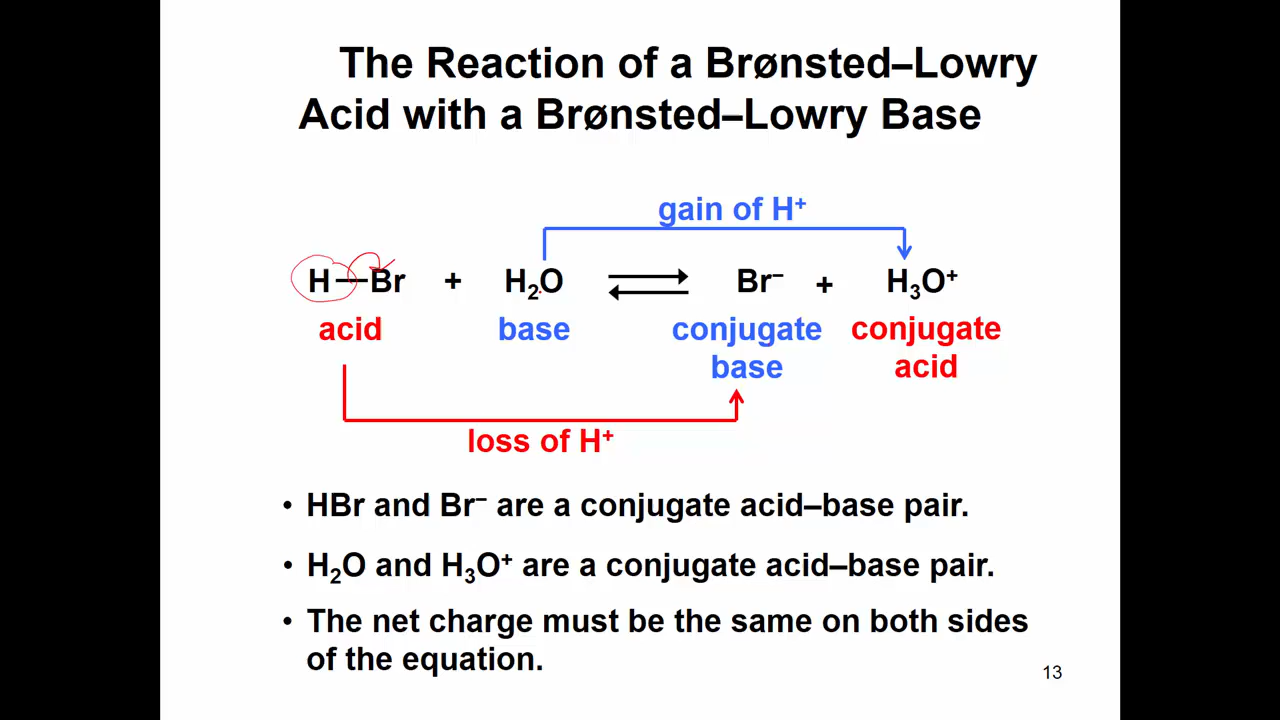 The Reaction of a Brønsted–Lowry
Acid with a Brønsted–Lowry Base
gain of H⁺
H—Br + H₂O ⇌ Br⁻ + H₃O⁺
acid base conjugate base conjugate acid
loss of H⁺
• HBr and Br⁻ are a conjugate acid–base pair.
• H₂O and H₃O⁺ are a conjugate acid–base pair.
• The net charge must be the same on both sides
of the equation.
13